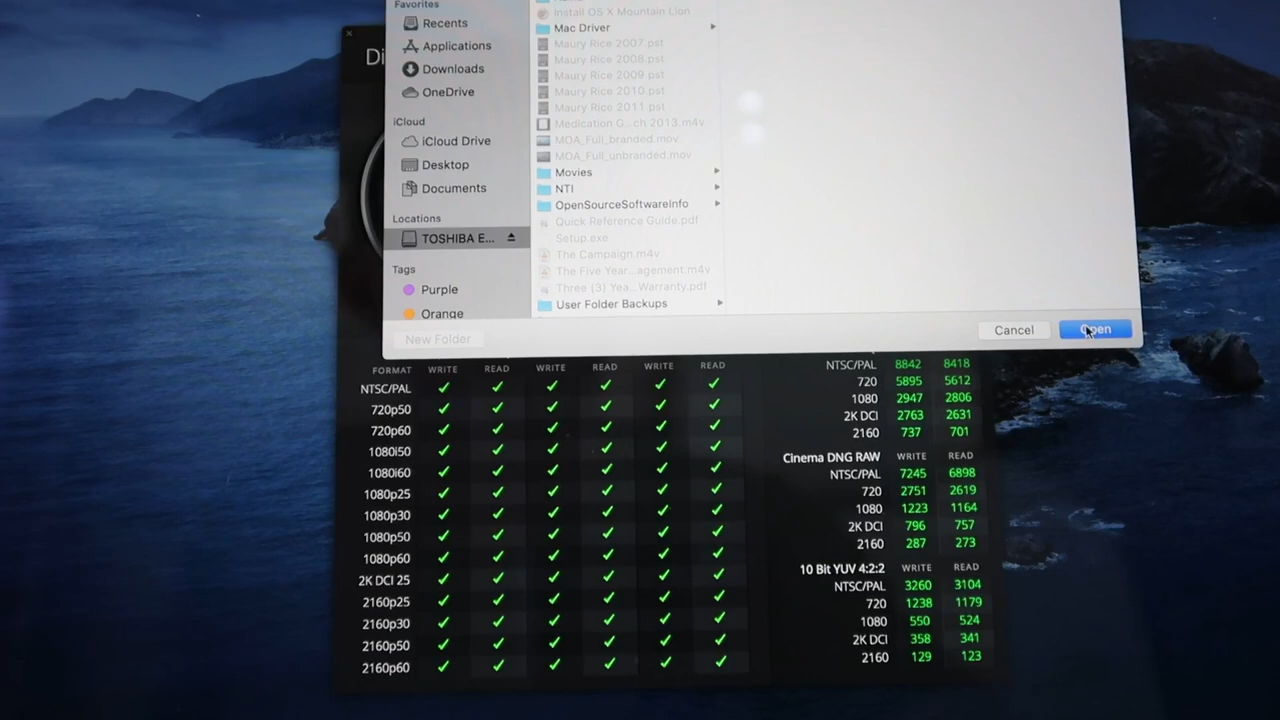 Favorites
Recents
Applications
Downloads
OneDrive
iCloud
iCloud Drive
Desktop
Documents
Locations
TOSHIBA E...
Tags
Purple
Orange
Install OS X Mountain Lion
Mac Driver
Maury Rice 2007.pst
Maury Rice 2008.pst
Maury Rice 2009.pst
Maury Rice 2010.pst
Maury Rice 2011.pst
Medication G...ch 2013.m4v
MOA_Full_branded.mov
MOA_Full_unbranded.mov
Movies
NTI
OpenSourceSoftwareInfo
Quick Reference Guide.pdf
Setup.exe
The Campaign.m4v
The Five Year...agement.m4v
Three (3) Yea...Warranty.pdf
User Folder Backups
New Folder
Cancel
Open
Di
FORMAT WRITE READ WRITE READ WRITE READ
NTSC/PAL ✓ ✓ ✓ ✓ ✓ ✓
720p50 ✓ ✓ ✓ ✓ ✓ ✓
720p60 ✓ ✓ ✓ ✓ ✓ ✓
1080i50 ✓ ✓ ✓ ✓ ✓ ✓
1080i60 ✓ ✓ ✓ ✓ ✓ ✓
1080p25 ✓ ✓ ✓ ✓ ✓ ✓
1080p30 ✓ ✓ ✓ ✓ ✓ ✓
1080p50 ✓ ✓ ✓ ✓ ✓ ✓
1080p60 ✓ ✓ ✓ ✓ ✓ ✓
2K DCI 25 ✓ ✓ ✓ ✓ ✓ ✓
2160p25 ✓ ✓ ✓ ✓ ✓ ✓
2160p30 ✓ ✓ ✓ ✓ ✓ ✓
2160p50 ✓ ✓ ✓ ✓ ✓ ✓
2160p60 ✓ ✓ ✓ ✓ ✓ ✓
NTSC/PAL 8842 8418
720 5895 5612
1080 2947 2806
2K DCI 2763 2631
2160 737 701
Cinema DNG RAW WRITE READ
NTSC/PAL 7245 6898
720 2751 2619
1080 1223 1164
2K DCI 796 757
2160 287 273
10 Bit YUV 4:2:2 WRITE READ
NTSC/PAL 3260 3104
720 1238 1179
1080 550 524
2K DCI 358 341
2160 129 123